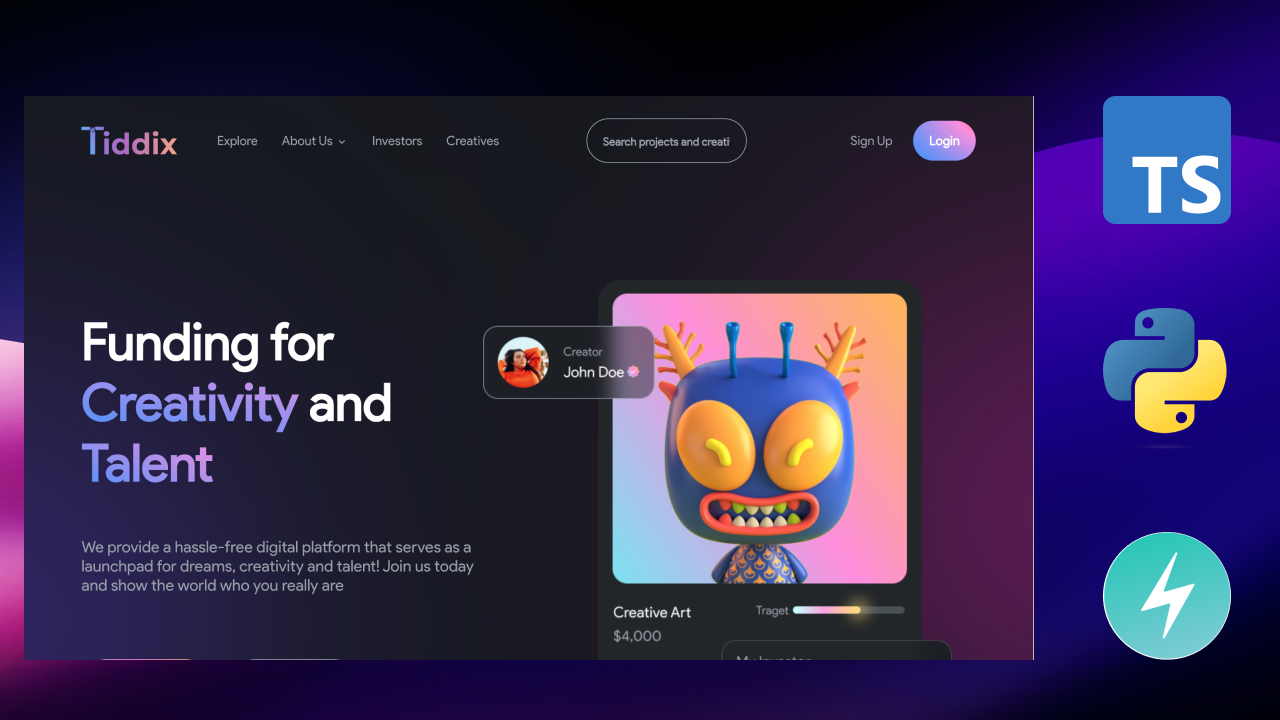 Tiddix
Explore
About Us
Investors
Creatives
Search projects and creati
Sign Up
Login
TS
Funding for
Creativity and
Talent
Creator
John Doe
We provide a hassle-free digital platform that serves as a
launchpad for dreams, creativity and talent! Join us today
and show the world who you really are
Creative Art
Traget
$4,000
My Investor